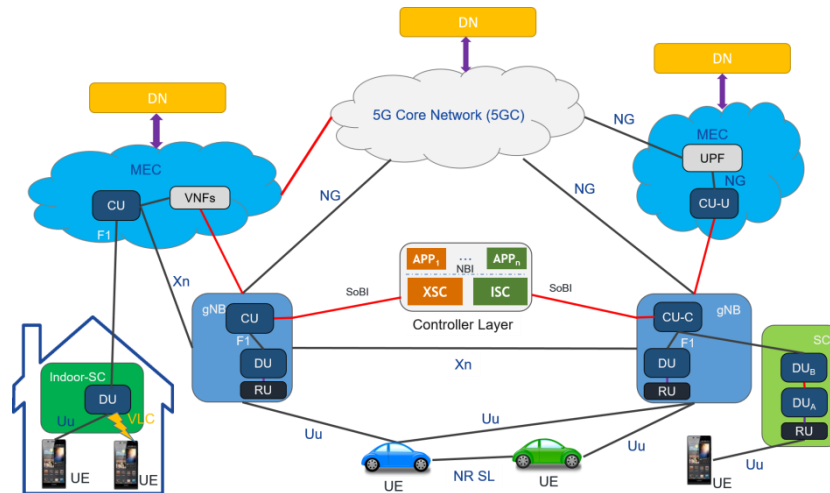 DN
DN
DN
5G Core Network (5GC)
MEC
CU
VNFs
F1
NG
MEC
UPF
NG
CU-U
NG
NG
Xn
APP1
...
APPn
NBI
XSC
ISC
Controller Layer
SoBI
SoBI
gNB
CU
F1
DU
RU
Xn
CU-C
gNB
F1
DU
RU
SC
DUB
DUA
RU
Indoor-SC
DU
Uu
VLC
UE
UE
Uu
Uu
Uu
UE
NR SL
UE
UE
Uu